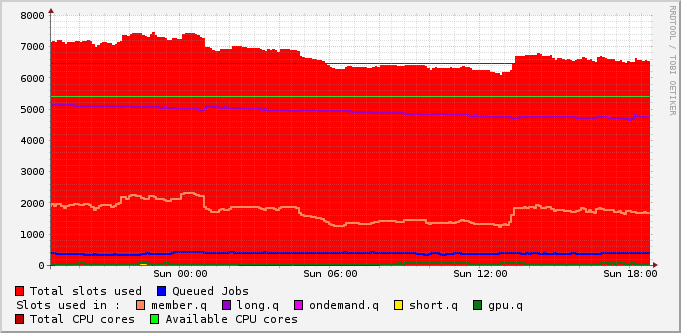 8000
7000
6000
5000
4000
3000
2000
1000
0
Sun 00:00 Sun 06:00 Sun 12:00 Sun 18:00
Total slots used Queued Jobs
Slots used in : member.q long.q ondemand.q short.q gpu.q
Total CPU cores Available CPU cores
RRDTOOL / TOBI OETIKER